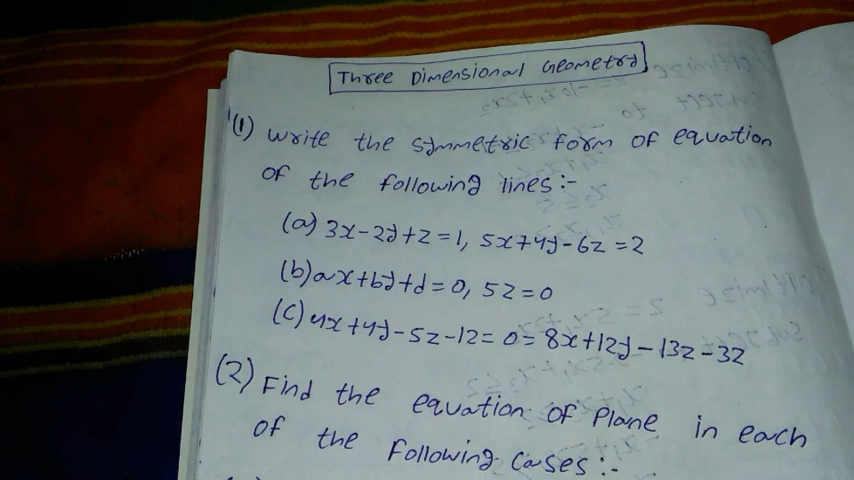 Three Dimensional Geometry
(1) Write the symmetric form of equation
of the following lines:-
(a) 3x-2y+z=1, 5x+4y-6z=2
(b) ax+by+d=0, 5z=0
(c) 4x+4y-5z-12=0=8x+12y-13z-32
(2) Find the equation of Plane in each
of the Following Cases:-